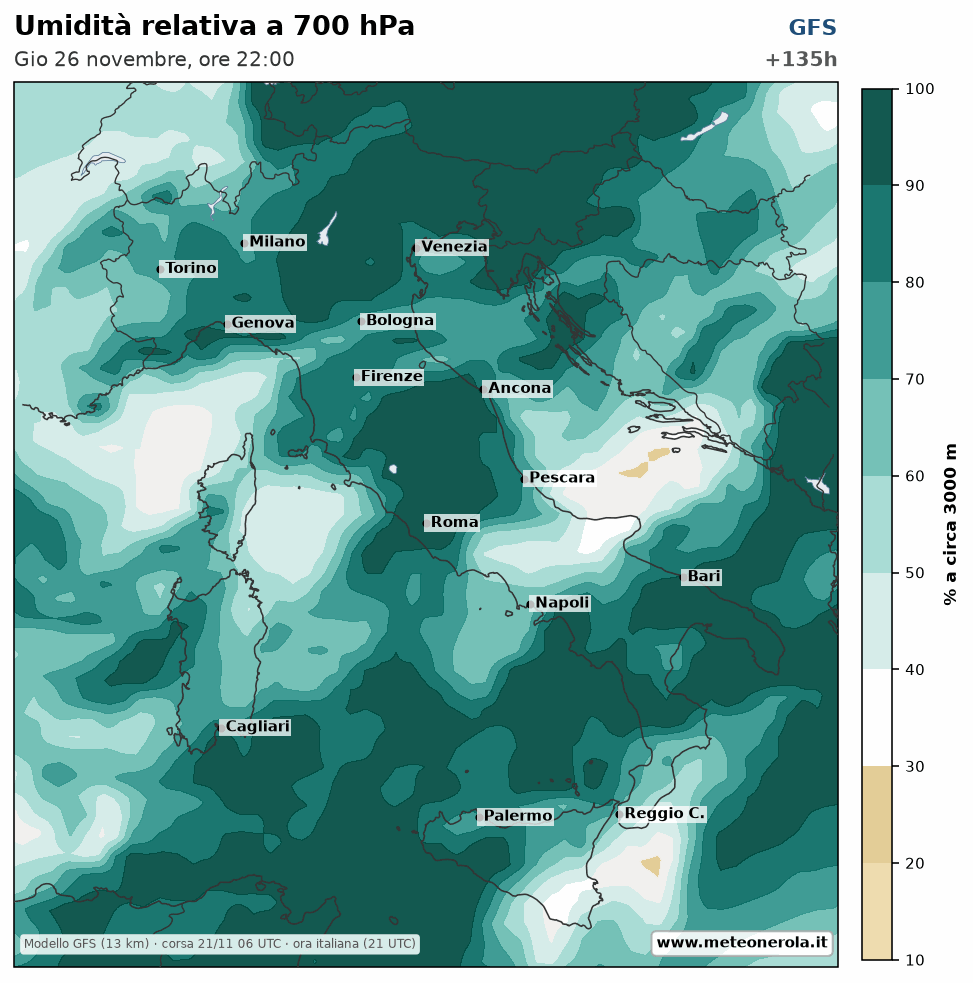 Umidità relativa a 700 hPa
GFS
Gio 26 novembre, ore 22:00
+135h
100
90
80
70
60
50
40
30
20
10
% a circa 3000 m
Milano
Venezia
Torino
Genova
Bologna
Firenze
Ancona
Pescara
Roma
Bari
Napoli
Cagliari
Palermo
Reggio C.
Modello GFS (13 km) · corsa 21/11 06 UTC · ora italiana (21 UTC)
www.meteonerola.it